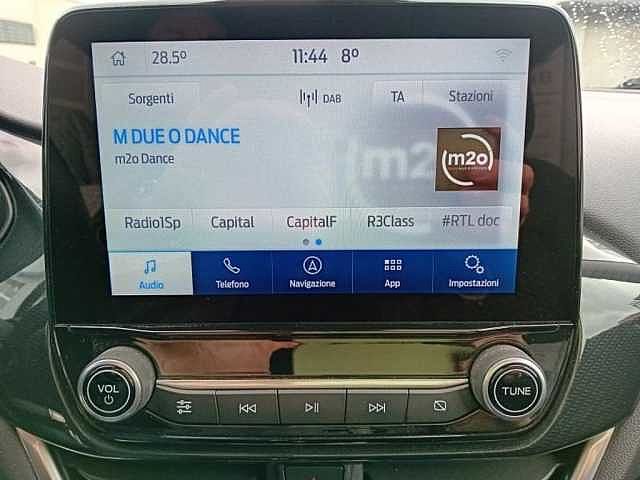 28.5° 11:44 8°
Sorgenti DAB TA Stazioni
M DUE O DANCE
m2o Dance
m2o
Radio1Sp Capital CapitalF R3Class #RTL doc
Audio Telefono Navigazione App Impostazioni
VOL TUNE